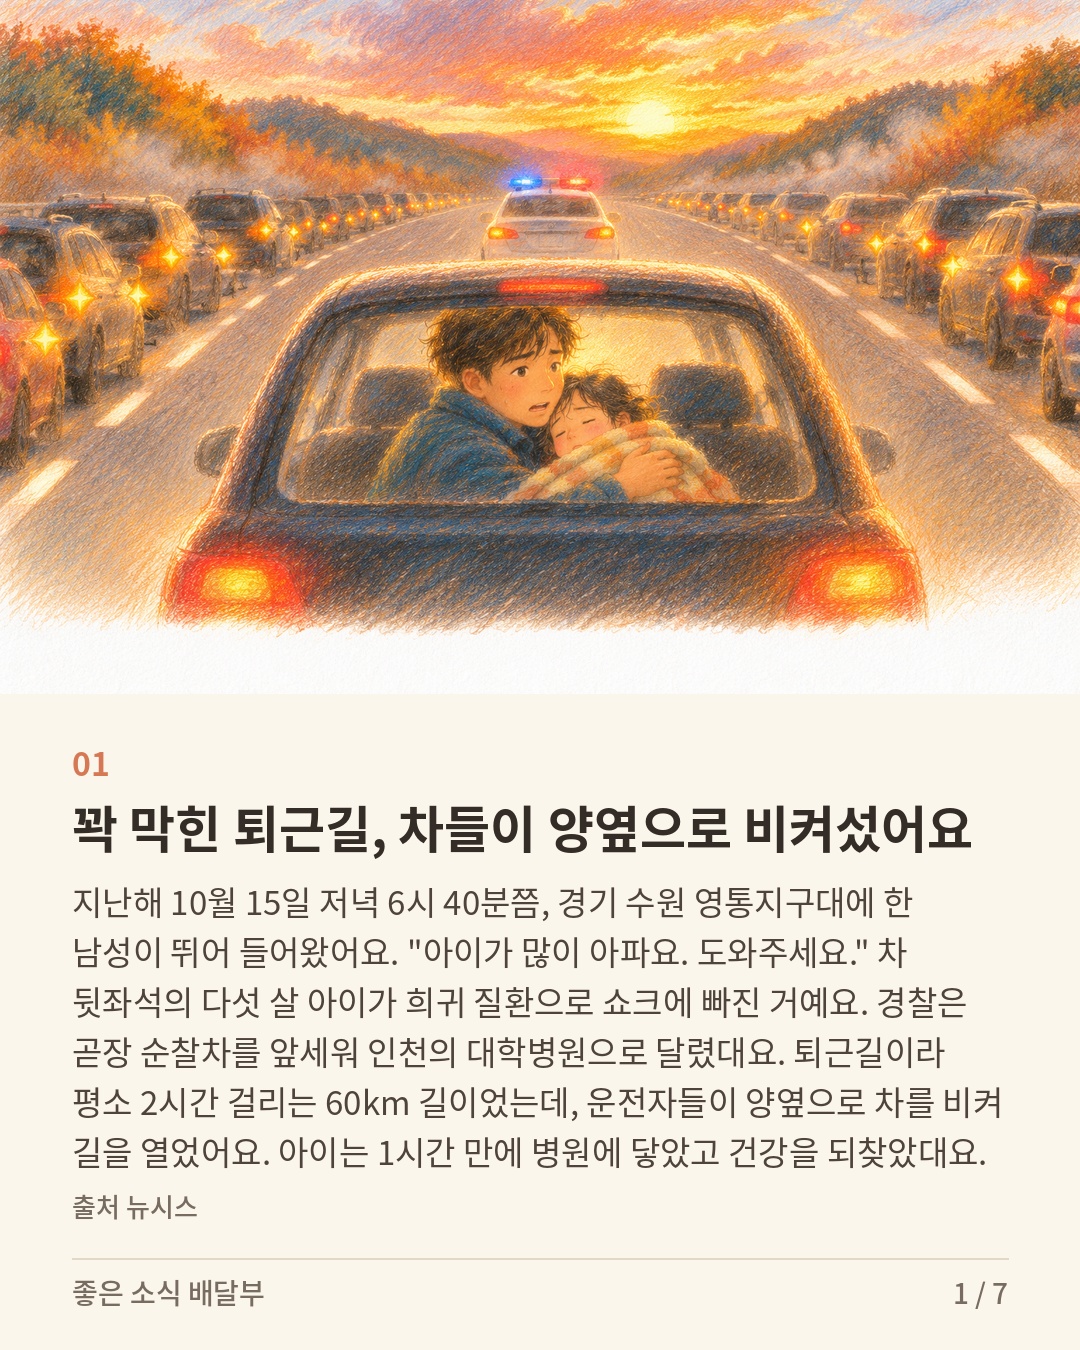 01
꽉 막힌 퇴근길, 차들이 양옆으로 비켜섰어요
지난해 10월 15일 저녁 6시 40분쯤, 경기 수원 영통지구대에 한
남성이 뛰어 들어왔어요. "아이가 많이 아파요. 도와주세요." 차
뒷좌석의 다섯 살 아이가 희귀 질환으로 쇼크에 빠진 거예요. 경찰은
곧장 순찰차를 앞세워 인천의 대학병원으로 달렸대요. 퇴근길이라
평소 2시간 걸리는 60km 길이었는데, 운전자들이 양옆으로 차를 비켜
길을 열었어요. 아이는 1시간 만에 병원에 닿았고 건강을 되찾았대요.
출처 뉴시스
좋은 소식 배달부
1 / 7